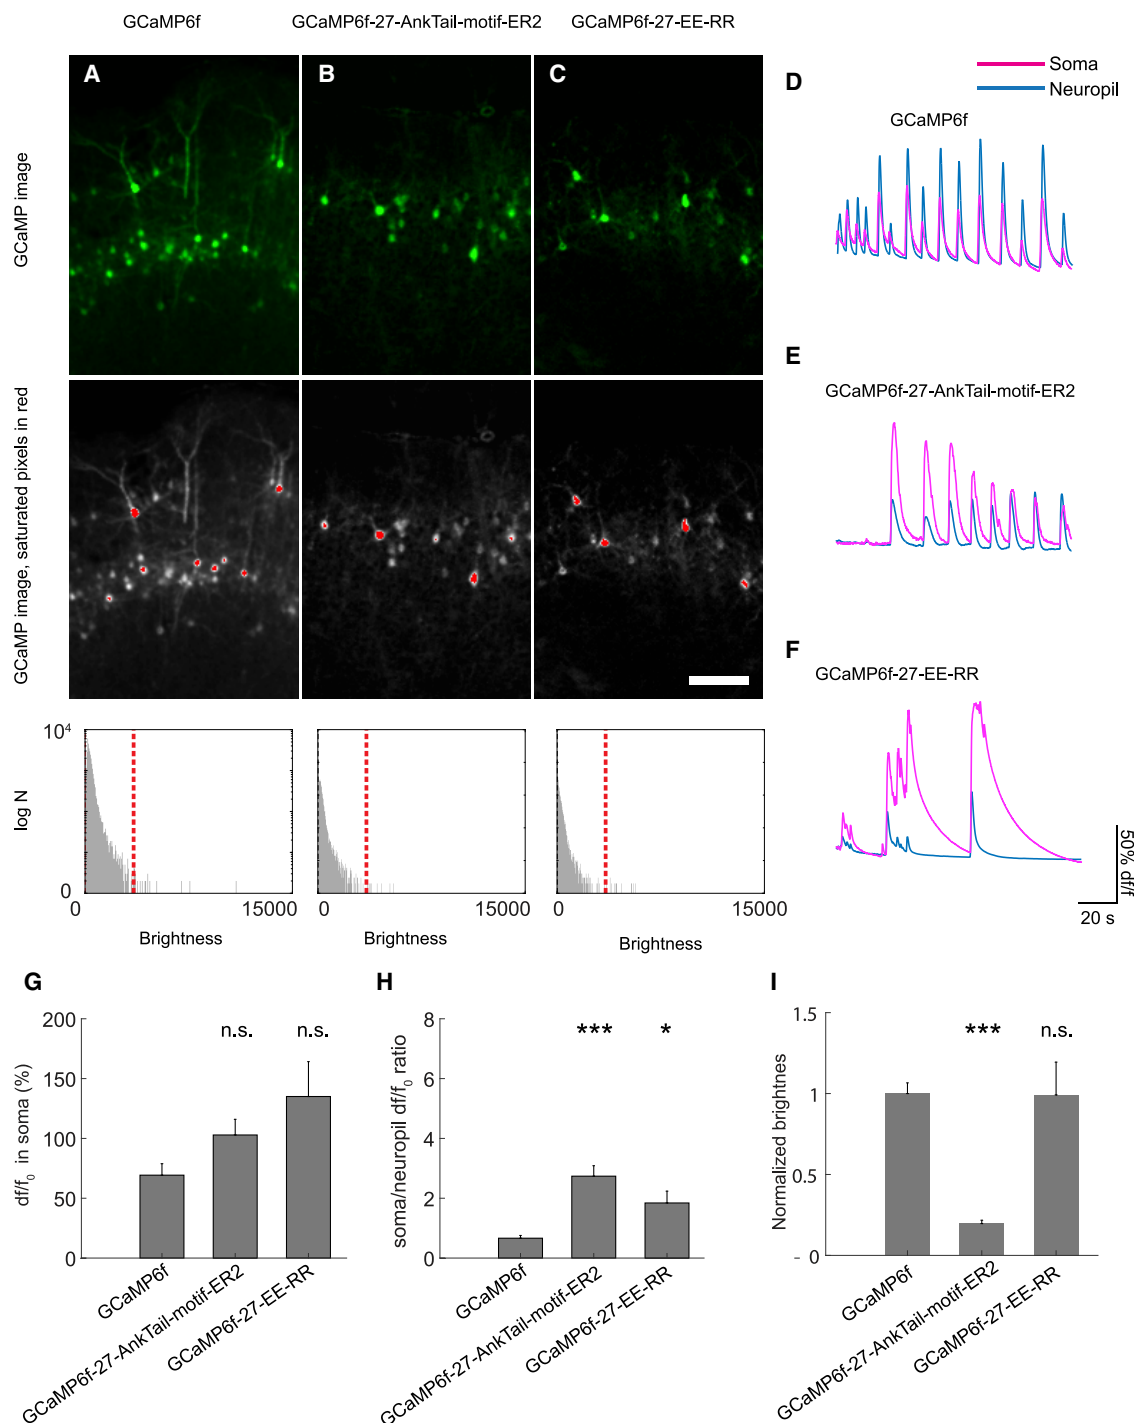 GCaMP6f
GCaMP6f-27-AnkTail-motif-ER2
GCaMP6f-27-EE-RR
GCaMP image
A
B
C
GCaMP image, saturated pixels in red
log N
10⁴
0
0
15000
Brightness
0
15000
Brightness
0
15000
Brightness
Soma
Neuropil
D
GCaMP6f
E
GCaMP6f-27-AnkTail-motif-ER2
F
GCaMP6f-27-EE-RR
50% df/f
20 s
G
df/f₀ in soma (%)
200
150
100
50
0
n.s.
n.s.
GCaMP6f
GCaMP6f-27-AnkTail-motif-ER2
GCaMP6f-27-EE-RR
H
soma/neuropil df/f₀ ratio
8
6
4
2
0
***
*
GCaMP6f
GCaMP6f-27-AnkTail-motif-ER2
GCaMP6f-27-EE-RR
I
Normalized brightnes
1.5
1
0.5
- 0
***
n.s.
GCaMP6f
GCaMP6f-27-AnkTail-motif-ER2
GCaMP6f-27-EE-RR